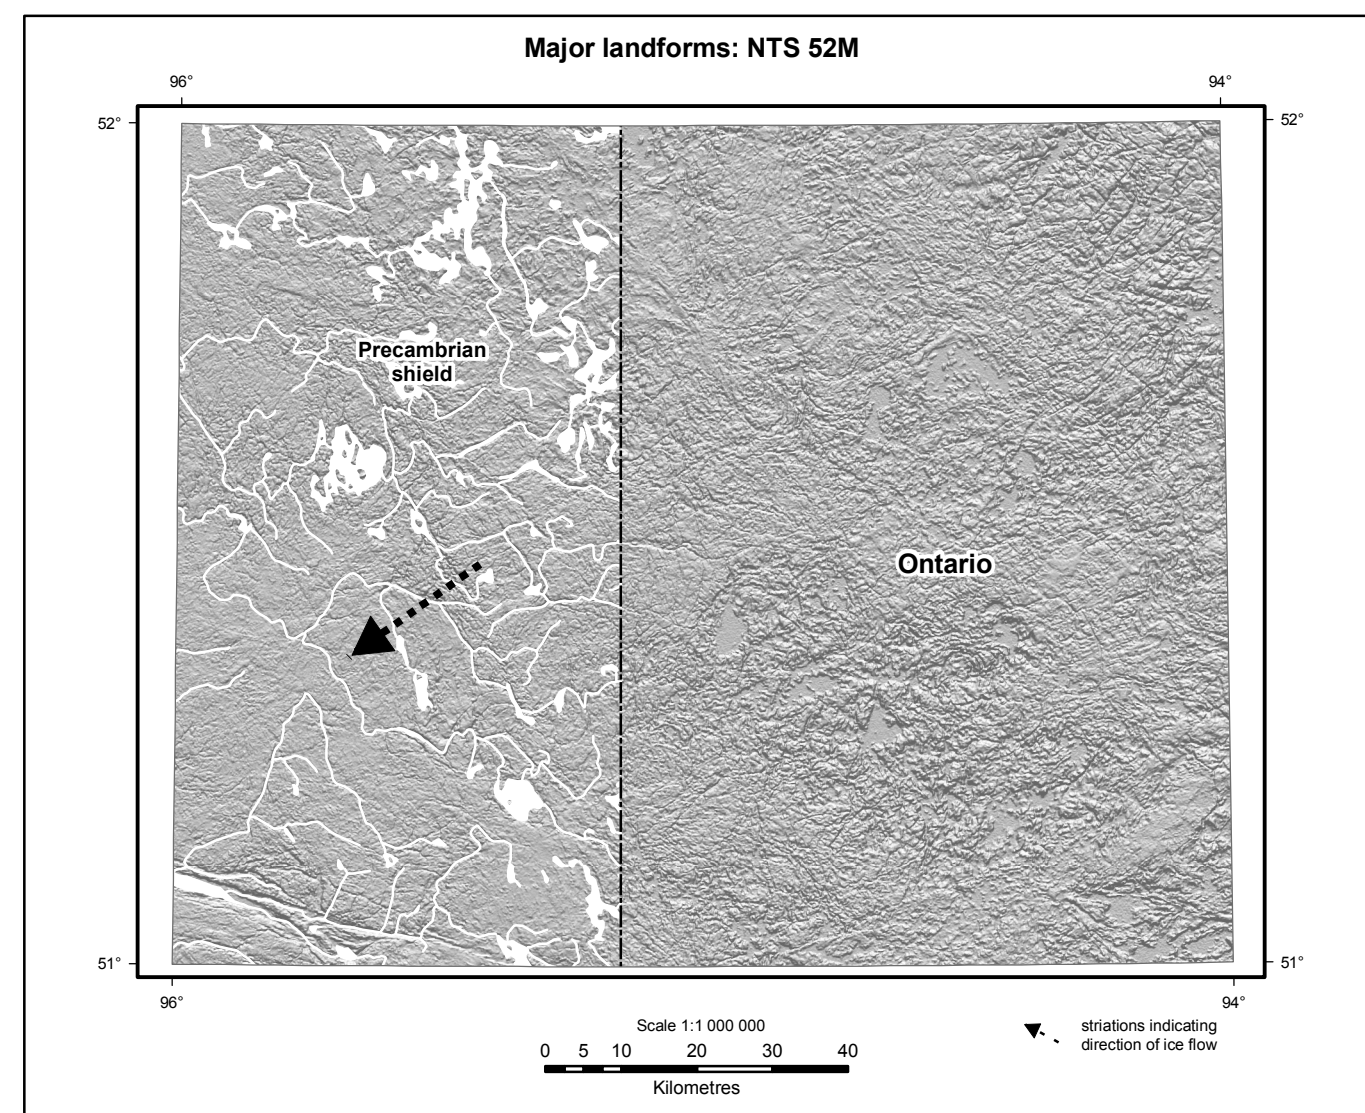 Major landforms: NTS 52M
96°
94°
52°
52°
Precambrian
shield
Ontario
51°
51°
96°
94°
Scale 1:1 000 000
0 5 10 20 30 40
Kilometres
striations indicating
direction of ice flow